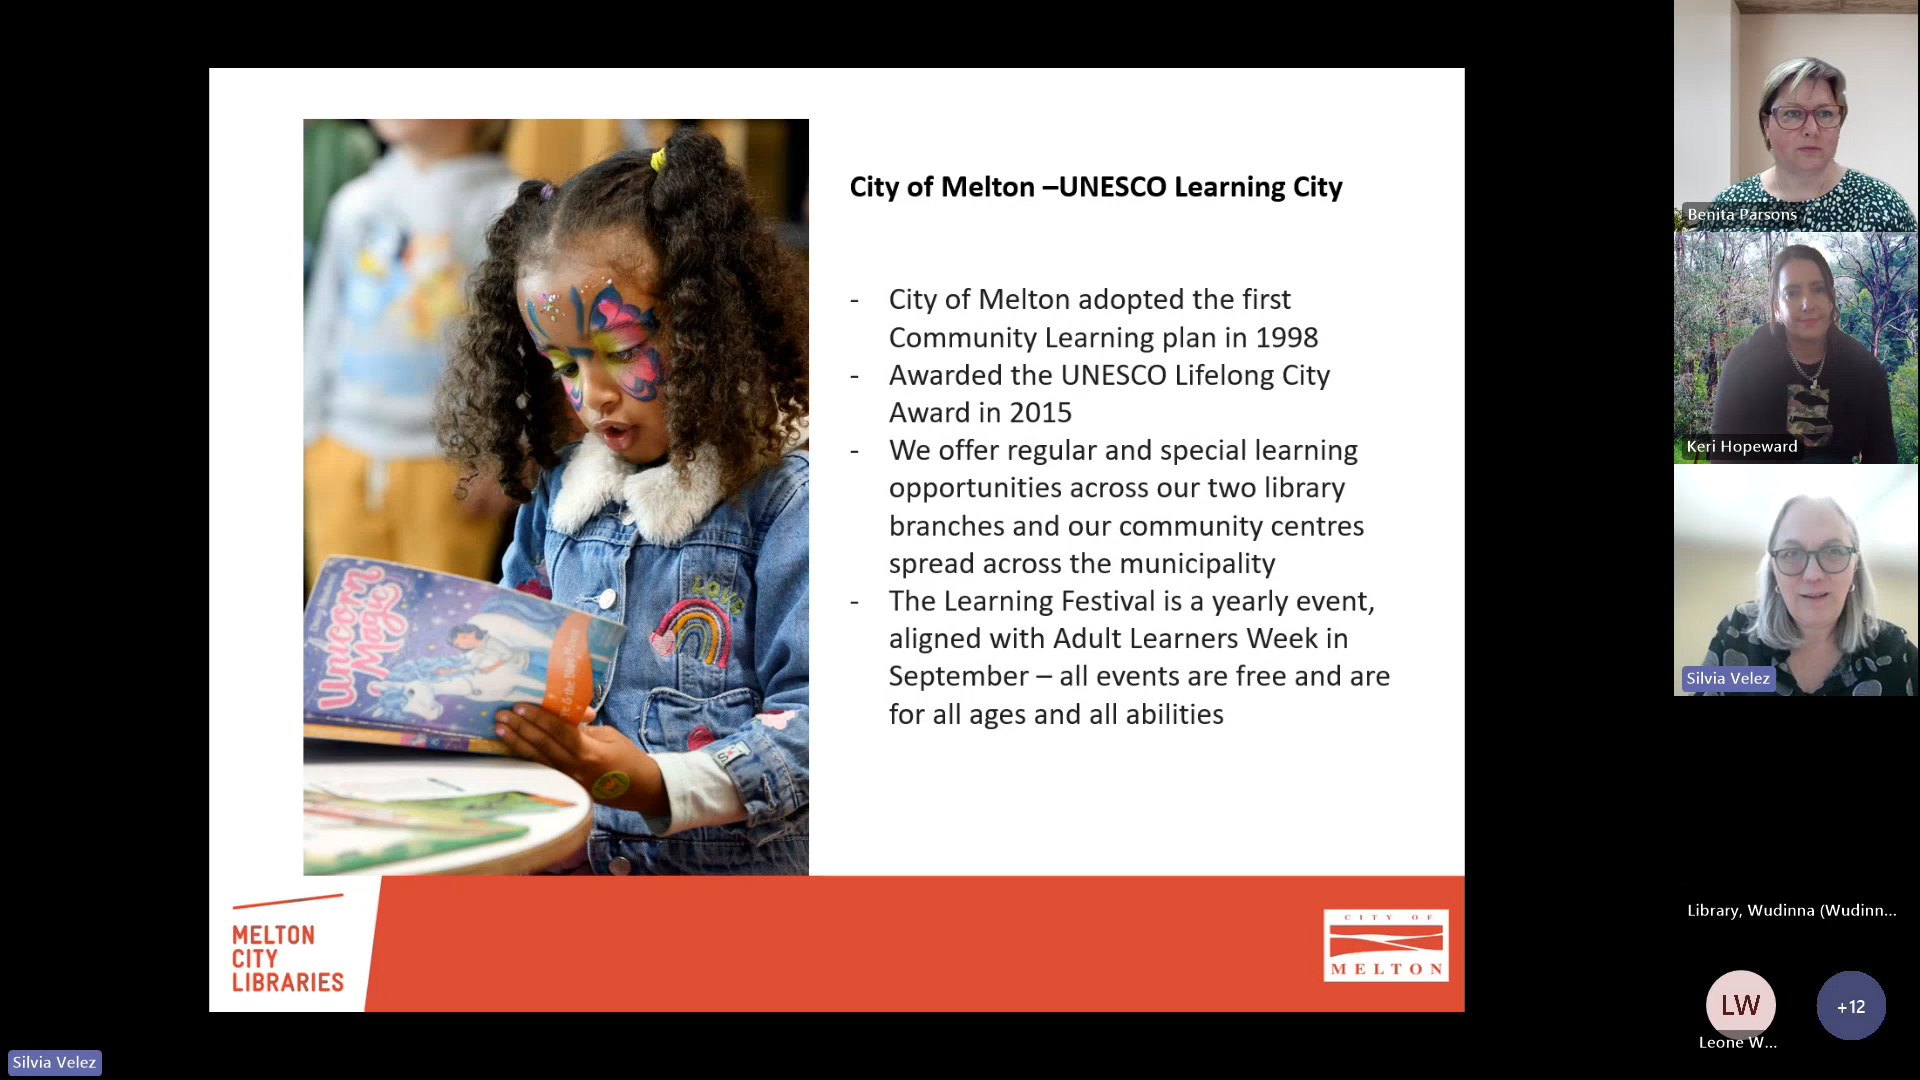 City of Melton –UNESCO Learning City
- City of Melton adopted the first
Community Learning plan in 1998
- Awarded the UNESCO Lifelong City
Award in 2015
- We offer regular and special learning
opportunities across our two library
branches and our community centres
spread across the municipality
- The Learning Festival is a yearly event,
aligned with Adult Learners Week in
September – all events are free and are
for all ages and all abilities
Unicorn
Magic
LOVE
MELTON
CITY
LIBRARIES
CITY OF
MELTON
Benita Parsons
Keri Hopeward
Silvia Velez
Library, Wudinna (Wudinn...
LW
Leone W...
+12
Silvia Velez